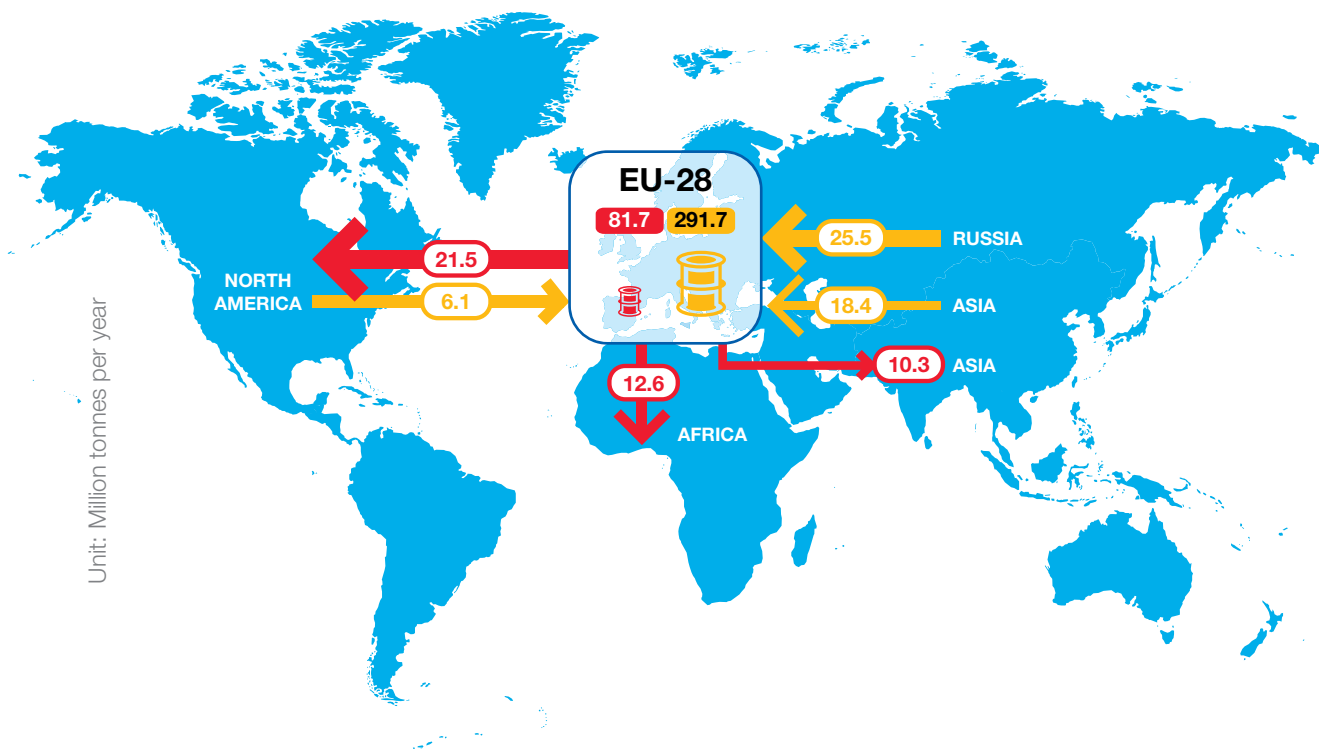 EU-28
81.7 291.7
21.5
25.5 RUSSIA
NORTH
AMERICA
6.1
18.4 ASIA
10.3 ASIA
12.6
AFRICA
Unit: Million tonnes per year